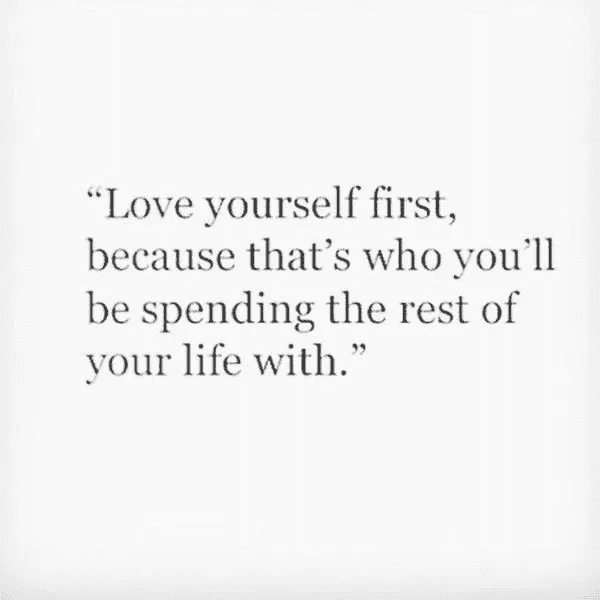 “Love yourself first,
because that’s who you’ll
be spending the rest of
your life with.”